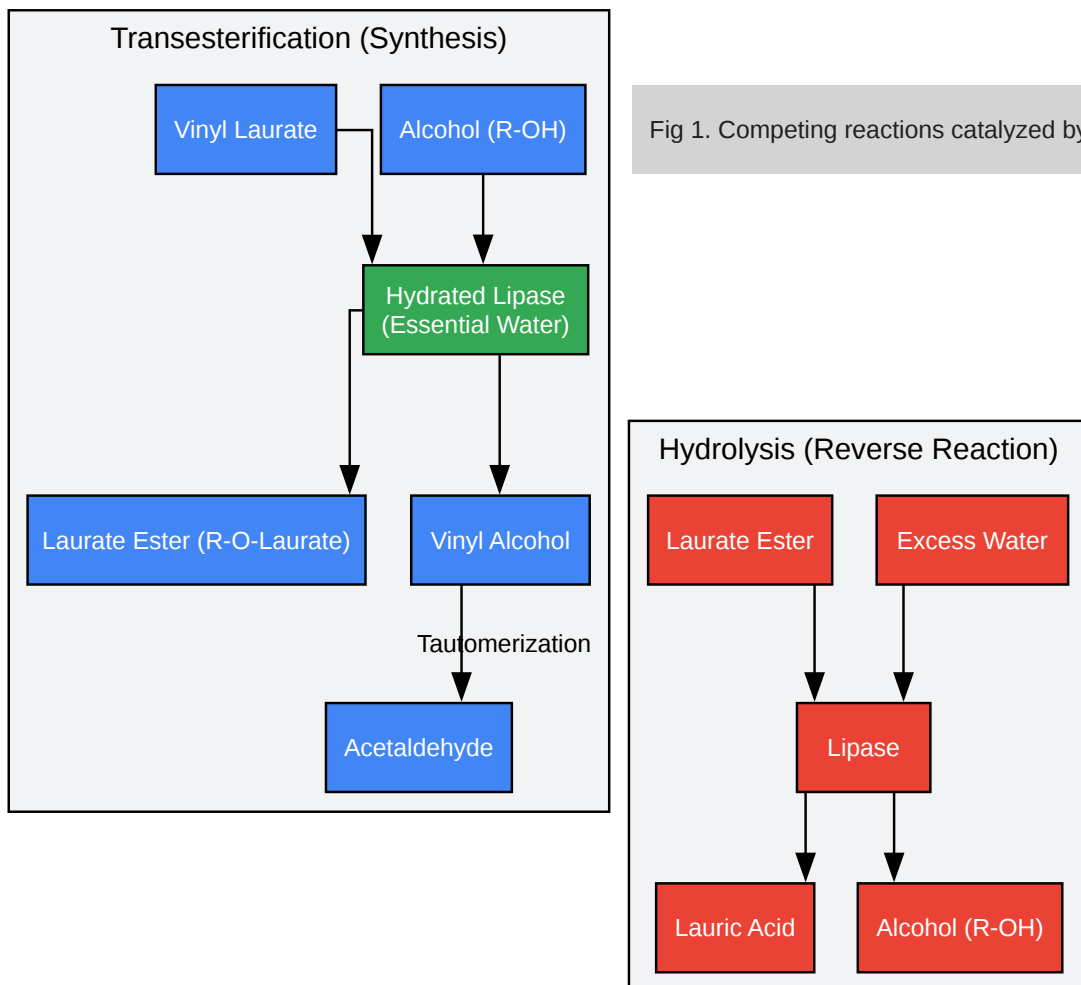 Transesterification (Synthesis)
Vinyl Laurate
Alcohol (R-OH)
Fig 1. Competing reactions catalyzed by
Hydrated Lipase
(Essential Water)
Laurate Ester (R-O-Laurate)
Vinyl Alcohol
Tautomerization
Acetaldehyde
Hydrolysis (Reverse Reaction)
Laurate Ester
Excess Water
Lipase
Lauric Acid
Alcohol (R-OH)